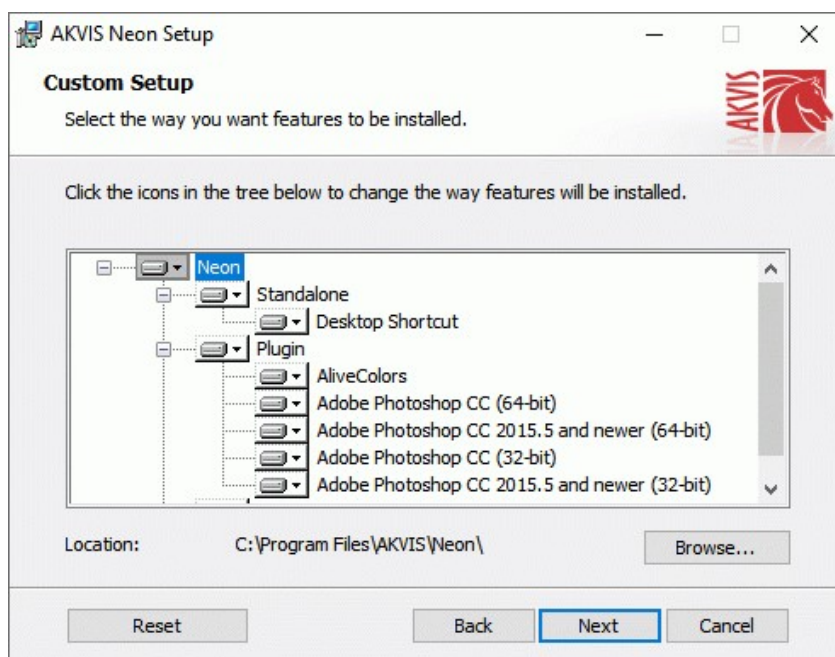 AKVIS Neon Setup
Custom Setup
Select the way you want features to be installed.
AKVIS
Click the icons in the tree below to change the way features will be installed.
Neon
Standalone
Desktop Shortcut
Plugin
AliveColors
Adobe Photoshop CC (64-bit)
Adobe Photoshop CC 2015.5 and newer (64-bit)
Adobe Photoshop CC (32-bit)
Adobe Photoshop CC 2015.5 and newer (32-bit)
Location: C:\Program Files\AKVIS\Neon\ Browse...
Reset Back Next Cancel